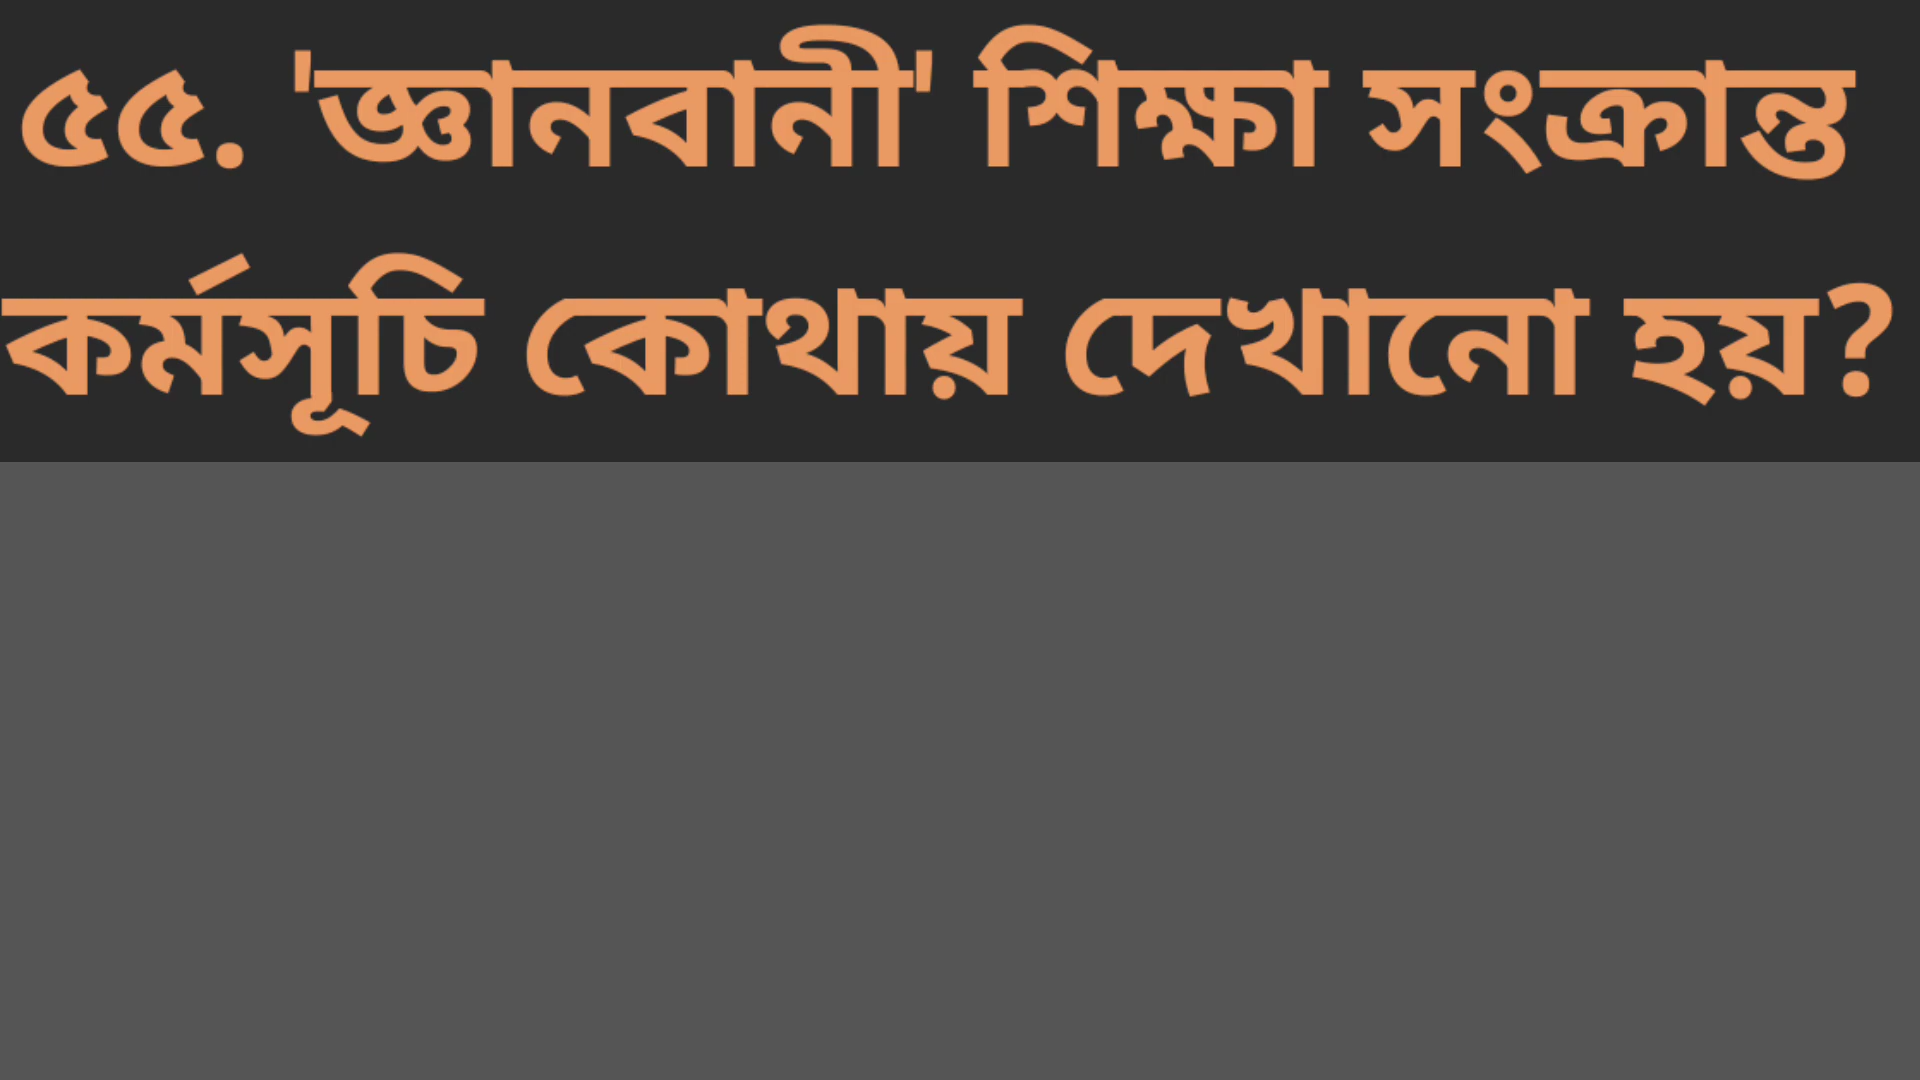 ৫৫. 'জ্ঞানবানী' শিক্ষা সংক্রান্ত
কর্মসূচি কোথায় দেখানো হয়?